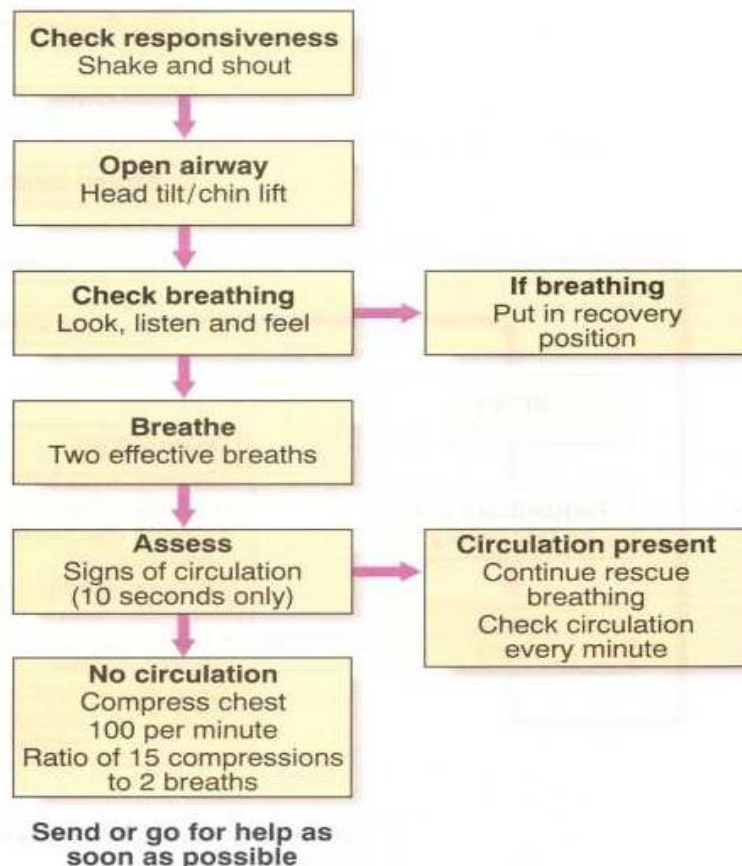 Check responsiveness
Shake and shout
Open airway
Head tilt/chin lift
Check breathing
Look, listen and feel
If breathing
Put in recovery
position
Breathe
Two effective breaths
Assess
Signs of circulation
(10 seconds only)
Circulation present
Continue rescue
breathing
Check circulation
every minute
No circulation
Compress chest
100 per minute
Ratio of 15 compressions
to 2 breaths
Send or go for help as
soon as possible